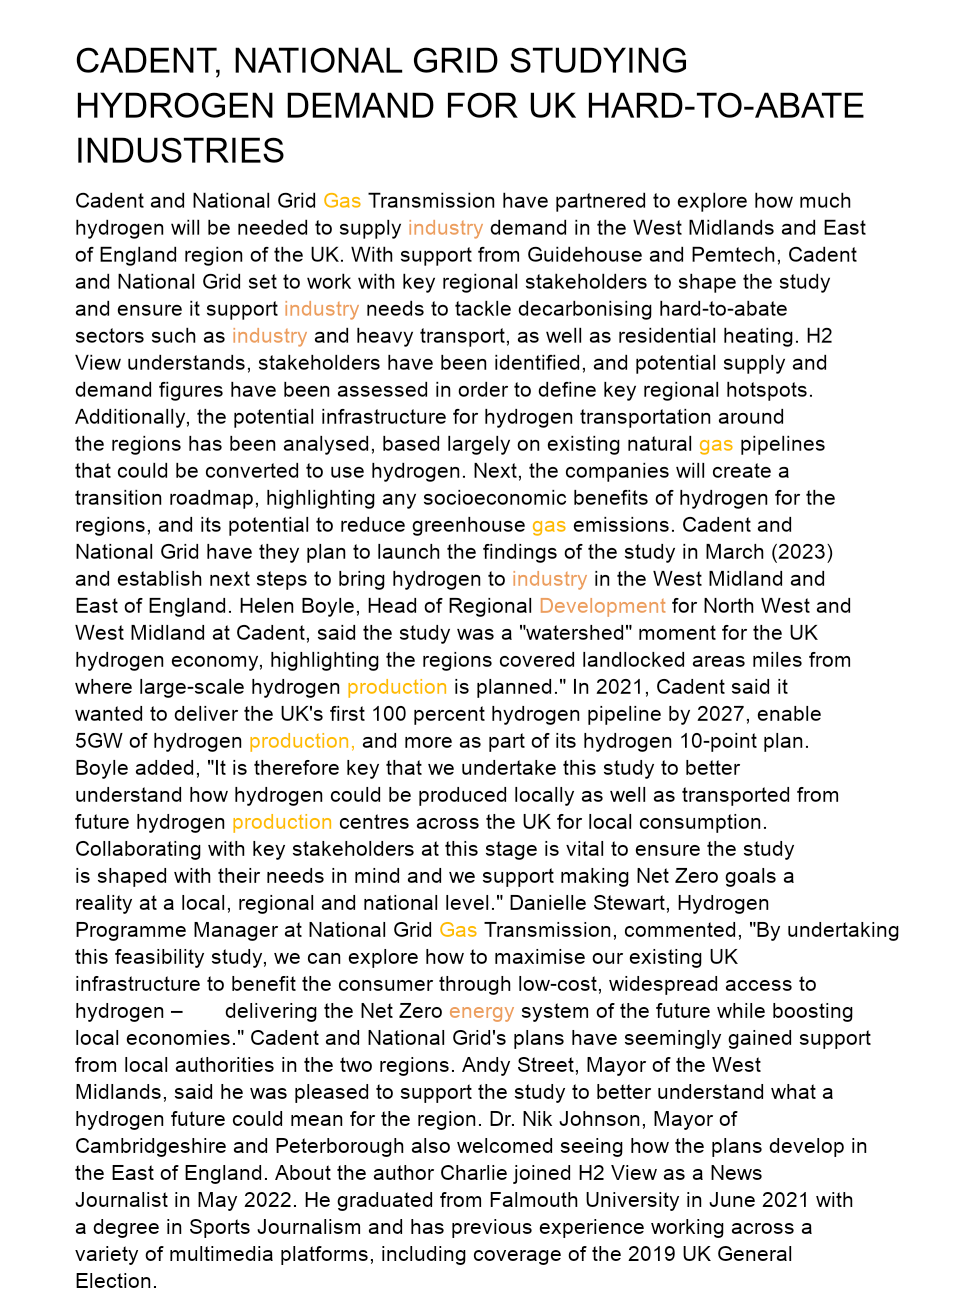 CADENT, NATIONAL GRID STUDYING
HYDROGEN DEMAND FOR UK HARD-TO-ABATE
INDUSTRIES
Cadent and National Grid Gas Transmission have partnered to explore how much
hydrogen will be needed to supply industry demand in the West Midlands and East
of England region of the UK. With support from Guidehouse and Pemtech, Cadent
and National Grid set to work with key regional stakeholders to shape the study
and ensure it support industry needs to tackle decarbonising hard-to-abate
sectors such as industry and heavy transport, as well as residential heating. H2
View understands, stakeholders have been identified, and potential supply and
demand figures have been assessed in order to define key regional hotspots.
Additionally, the potential infrastructure for hydrogen transportation around
the regions has been analysed, based largely on existing natural gas pipelines
that could be converted to use hydrogen. Next, the companies will create a
transition roadmap, highlighting any socioeconomic benefits of hydrogen for the
regions, and its potential to reduce greenhouse gas emissions. Cadent and
National Grid have they plan to launch the findings of the study in March (2023)
and establish next steps to bring hydrogen to industry in the West Midland and
East of England. Helen Boyle, Head of Regional Development for North West and
West Midland at Cadent, said the study was a "watershed" moment for the UK
hydrogen economy, highlighting the regions covered landlocked areas miles from
where large-scale hydrogen production is planned." In 2021, Cadent said it
wanted to deliver the UK's first 100 percent hydrogen pipeline by 2027, enable
5GW of hydrogen production, and more as part of its hydrogen 10-point plan.
Boyle added, "It is therefore key that we undertake this study to better
understand how hydrogen could be produced locally as well as transported from
future hydrogen production centres across the UK for local consumption.
Collaborating with key stakeholders at this stage is vital to ensure the study
is shaped with their needs in mind and we support making Net Zero goals a
reality at a local, regional and national level." Danielle Stewart, Hydrogen
Programme Manager at National Grid Gas Transmission, commented, "By undertaking
this feasibility study, we can explore how to maximise our existing UK
infrastructure to benefit the consumer through low-cost, widespread access to
hydrogen – delivering the Net Zero energy system of the future while boosting
local economies." Cadent and National Grid's plans have seemingly gained support
from local authorities in the two regions. Andy Street, Mayor of the West
Midlands, said he was pleased to support the study to better understand what a
hydrogen future could mean for the region. Dr. Nik Johnson, Mayor of
Cambridgeshire and Peterborough also welcomed seeing how the plans develop in
the East of England. About the author Charlie joined H2 View as a News
Journalist in May 2022. He graduated from Falmouth University in June 2021 with
a degree in Sports Journalism and has previous experience working across a
variety of multimedia platforms, including coverage of the 2019 UK General
Election.